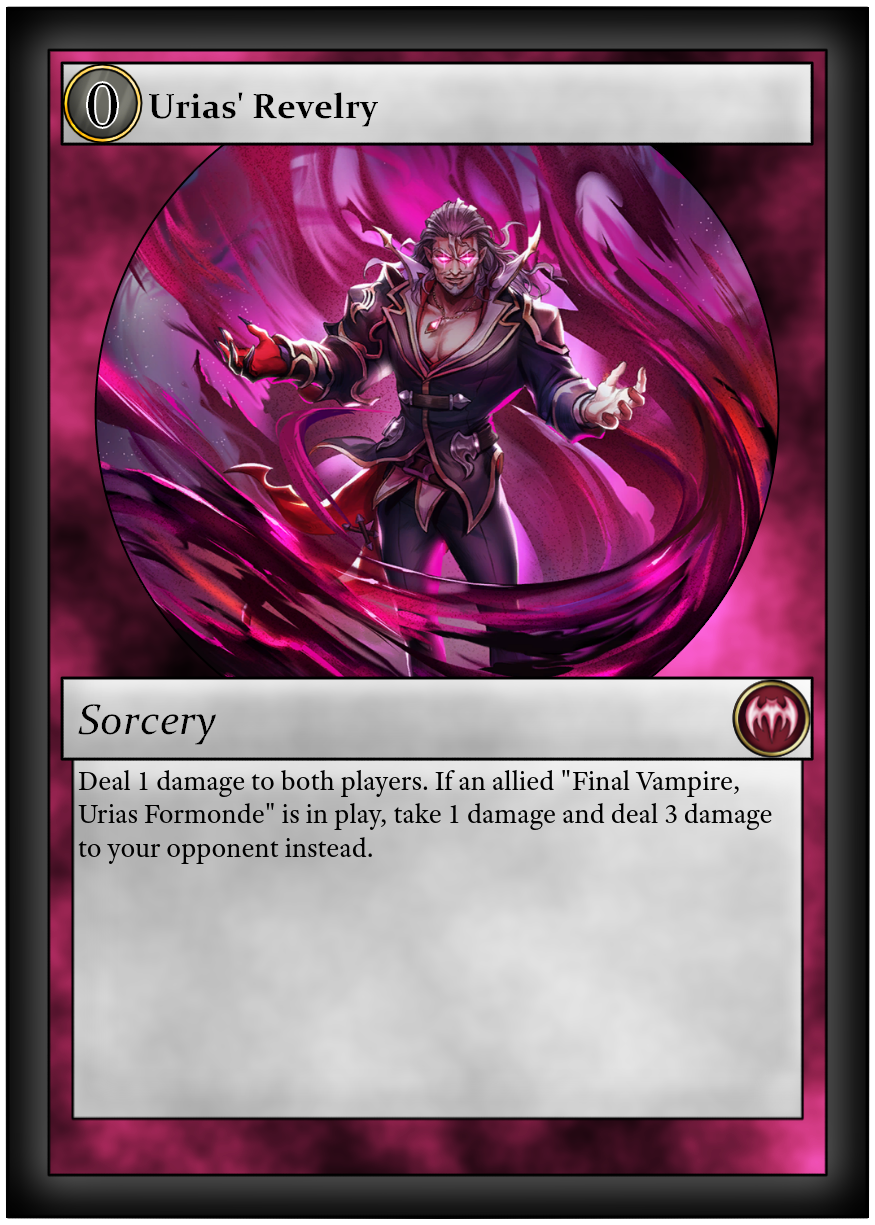 0 Urias' Revelry
Sorcery
Deal 1 damage to both players. If an allied "Final Vampire,
Urias Formonde" is in play, take 1 damage and deal 3 damage
to your opponent instead.